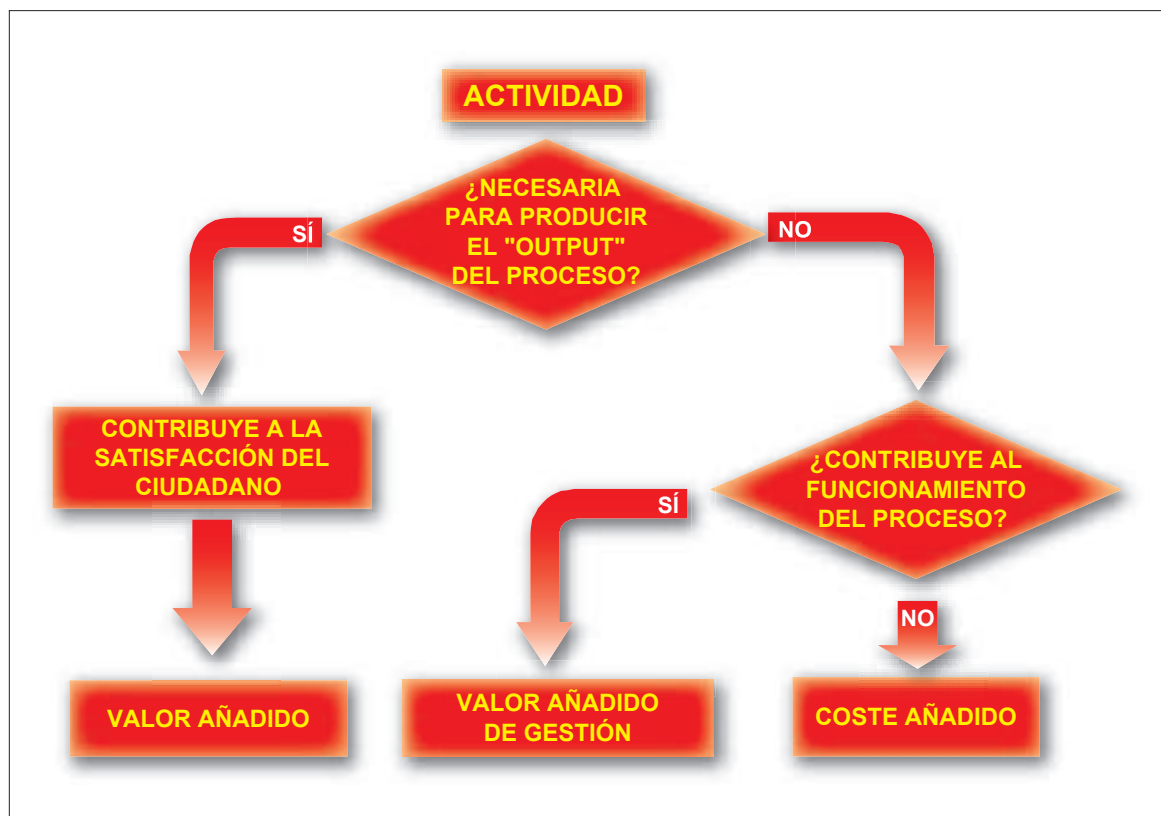 ACTIVIDAD
¿NECESARIA
PARA PRODUCIR
EL "OUTPUT"
DEL PROCESO?
SÍ
NO
CONTRIBUYE A LA
SATISFACCIÓN DEL
CIUDADANO
¿CONTRIBUYE AL
FUNCIONAMIENTO
DEL PROCESO?
SÍ
NO
VALOR AÑADIDO
VALOR AÑADIDO
DE GESTIÓN
COSTE AÑADIDO